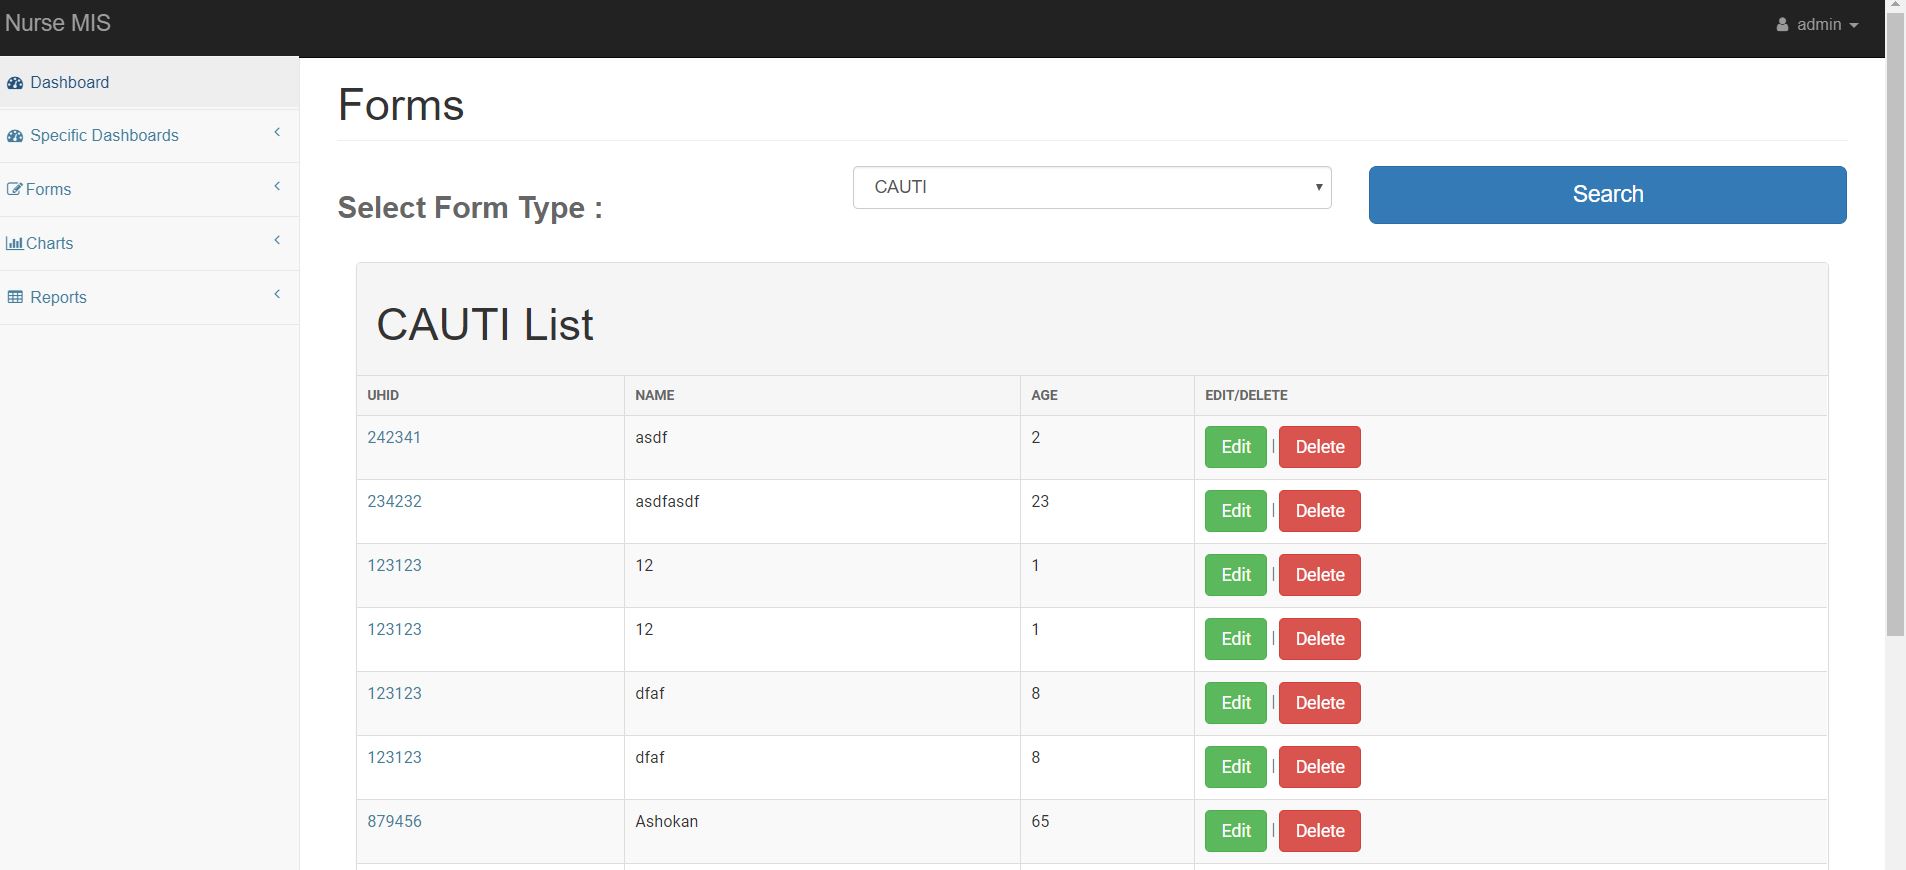 Nurse MIS
admin
Dashboard
Specific Dashboards
Forms
Charts
Reports
Forms
Select Form Type :
CAUTI
Search
CAUTI List
UHID NAME AGE EDIT/DELETE
242341 asdf 2 Edit | Delete
234232 asdfasdf 23 Edit | Delete
123123 12 1 Edit | Delete
123123 12 1 Edit | Delete
123123 dfaf 8 Edit | Delete
123123 dfaf 8 Edit | Delete
879456 Ashokan 65 Edit | Delete